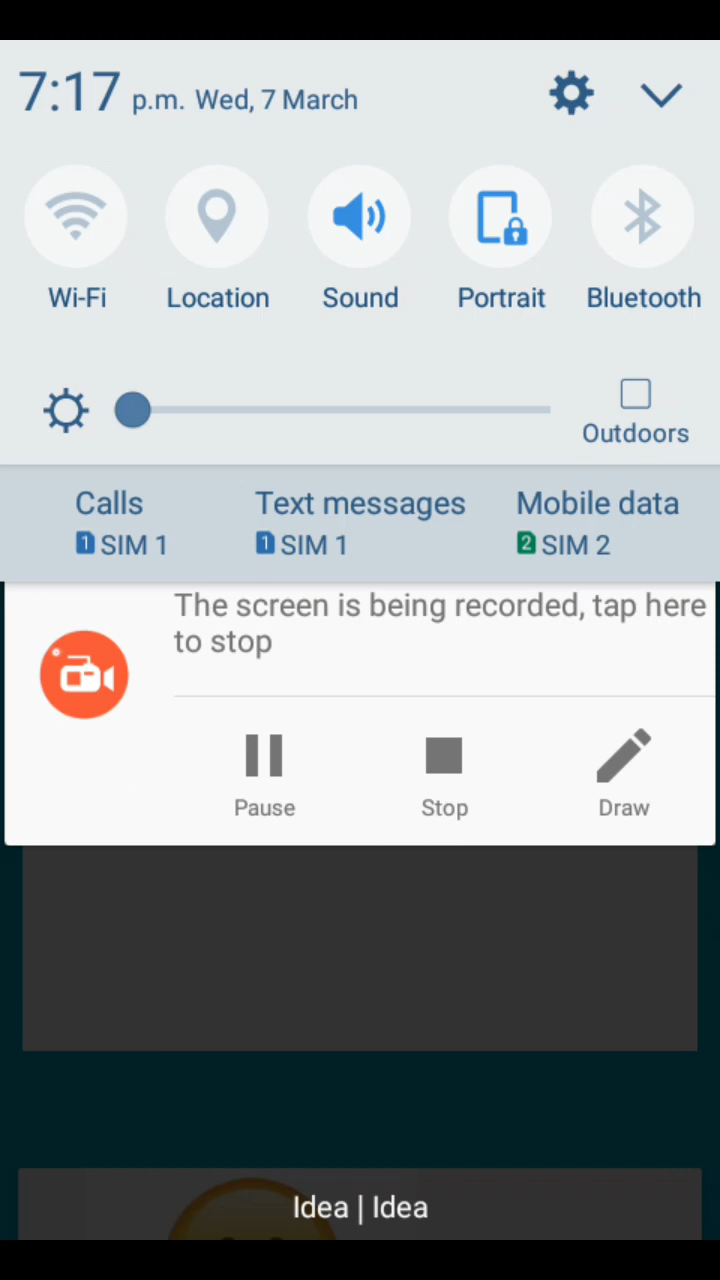 7:17 p.m. Wed, 7 March
Wi-Fi Location Sound Portrait Bluetooth
Outdoors
Calls Text messages Mobile data
1 SIM 1 1 SIM 1 2 SIM 2
The screen is being recorded, tap here
to stop
Pause Stop Draw
Idea | Idea